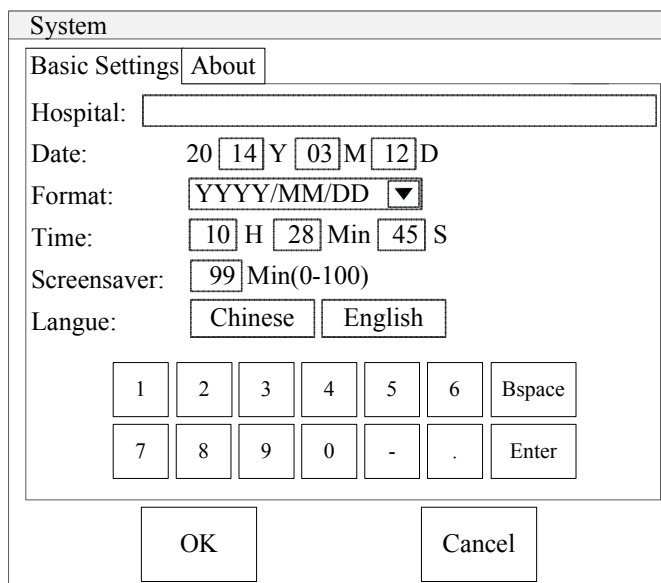 System
Basic Settings About
Hospital:
Date: 20 14 Y 03 M 12 D
Format: YYYY/MM/DD
Time: 10 H 28 Min 45 S
Screensaver: 99 Min(0-100)
Langue: Chinese English
1 2 3 4 5 6 Bspace
7 8 9 0 - . Enter
OK Cancel